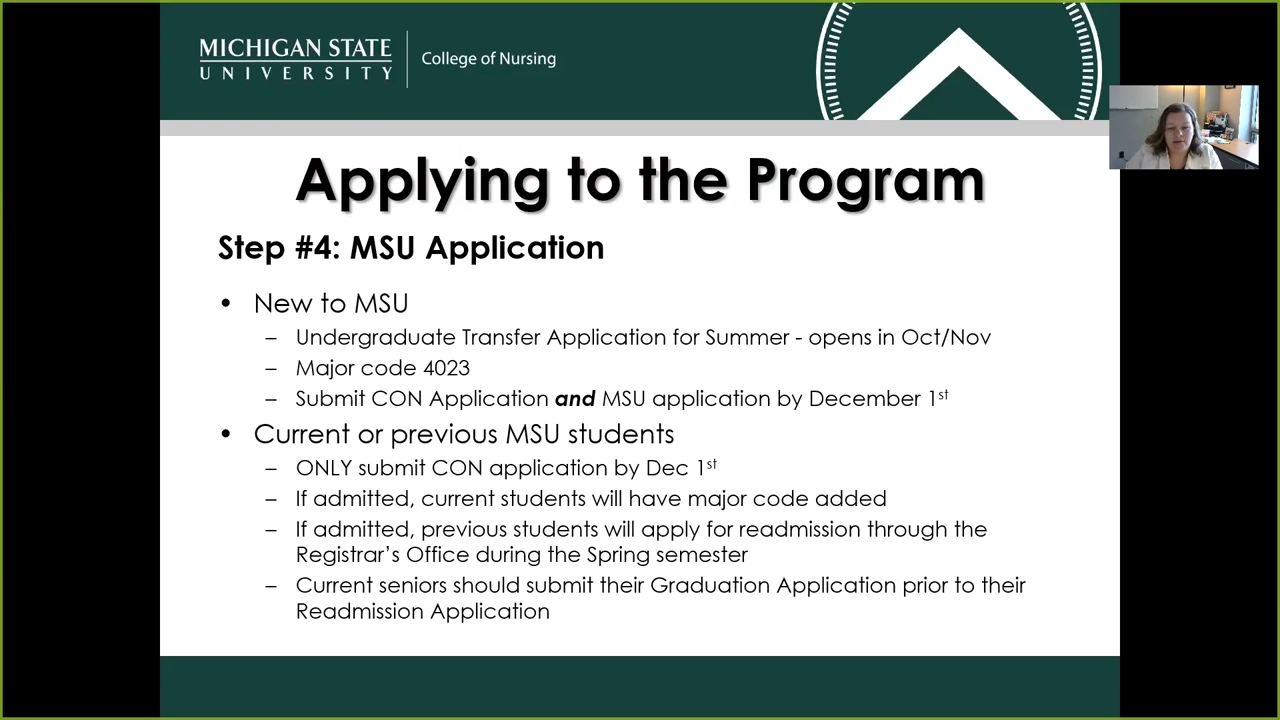 MICHIGAN STATE
UNIVERSITY
College of Nursing
Applying to the Program
Step #4: MSU Application
• New to MSU
– Undergraduate Transfer Application for Summer - opens in Oct/Nov
– Major code 4023
– Submit CON Application and MSU application by December 1st
• Current or previous MSU students
– ONLY submit CON application by Dec 1st
– If admitted, current students will have major code added
– If admitted, previous students will apply for readmission through the
Registrar’s Office during the Spring semester
– Current seniors should submit their Graduation Application prior to their
Readmission Application